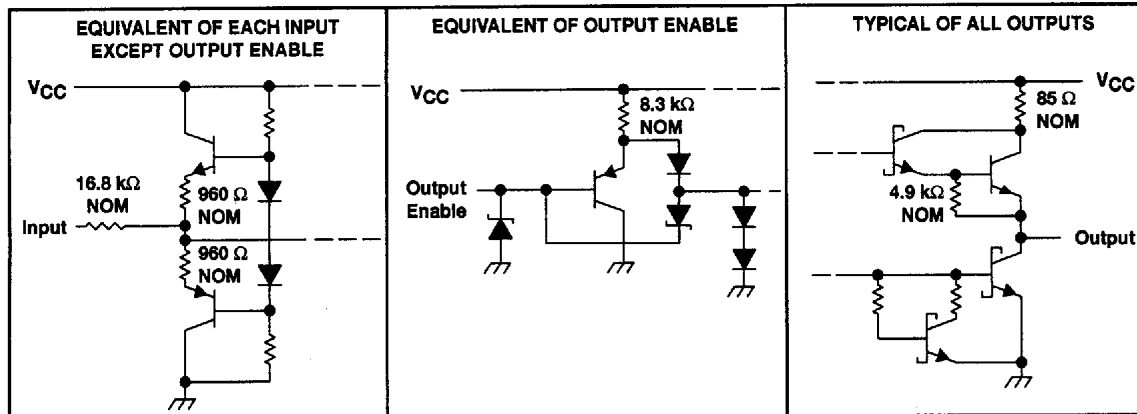 EQUIVALENT OF EACH INPUT
EXCEPT OUTPUT ENABLE
VCC
16.8 kΩ
NOM
960 Ω
NOM
Input
960 Ω
NOM
EQUIVALENT OF OUTPUT ENABLE
VCC
8.3 kΩ
NOM
Output
Enable
TYPICAL OF ALL OUTPUTS
VCC
85 Ω
NOM
4.9 kΩ
NOM
Output